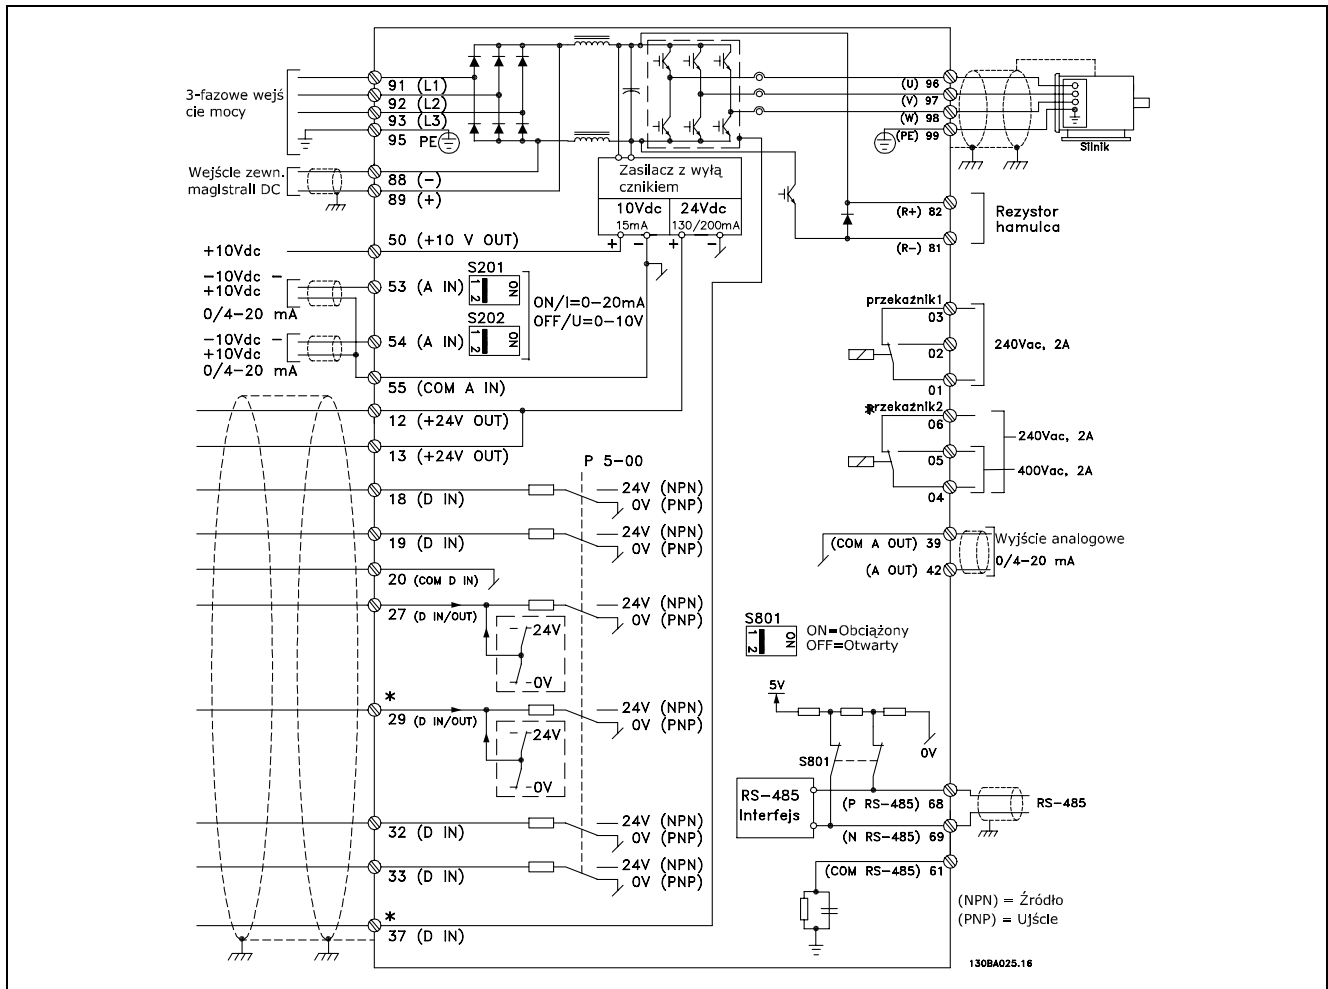 3-fazowe wejś
cie mocy
91 (L1)
92 (L2)
93 (L3)
95 PE
Wejście zewn.
magistrali DC
88 (-)
89 (+)
+10Vdc
50 (+10 V OUT)
-10Vdc -
+10Vdc
0/4-20 mA
53 (A IN)
S201
1 2
ON
ON/I=0-20mA
OFF/U=0-10V
-10Vdc -
+10Vdc
0/4-20 mA
54 (A IN)
S202
1 2
ON
55 (COM A IN)
12 (+24V OUT)
13 (+24V OUT)
P 5-00
18 (D IN)
24V (NPN)
0V (PNP)
19 (D IN)
24V (NPN)
0V (PNP)
20 (COM D IN)
27 (D IN/OUT)
24V (NPN)
0V (PNP)
24V
0V
*
29 (D IN/OUT)
24V (NPN)
0V (PNP)
24V
0V
32 (D IN)
24V (NPN)
0V (PNP)
33 (D IN)
24V (NPN)
0V (PNP)
*
37 (D IN)
Zasilacz z wyłą
cznikiem
10Vdc
15mA
24Vdc
130/200mA
+ - + -
(U) 96
(V) 97
(W) 98
(PE) 99
Silnik
(R+) 82
(R-) 81
Rezystor
hamulca
przekaźnik1
03
02
01
240Vac, 2A
*przekaźnik2
06
05
04
240Vac, 2A
400Vac, 2A
(COM A OUT) 39
(A OUT) 42
Wyjście analogowe
0/4-20 mA
S801
1 2
ON
ON=Obciążony
OFF=Otwarty
5V
0V
S801
RS-485
Interfejs
(P RS-485) 68
(N RS-485) 69
RS-485
(COM RS-485) 61
(NPN) = Źródło
(PNP) = Ujście
130BA025.16